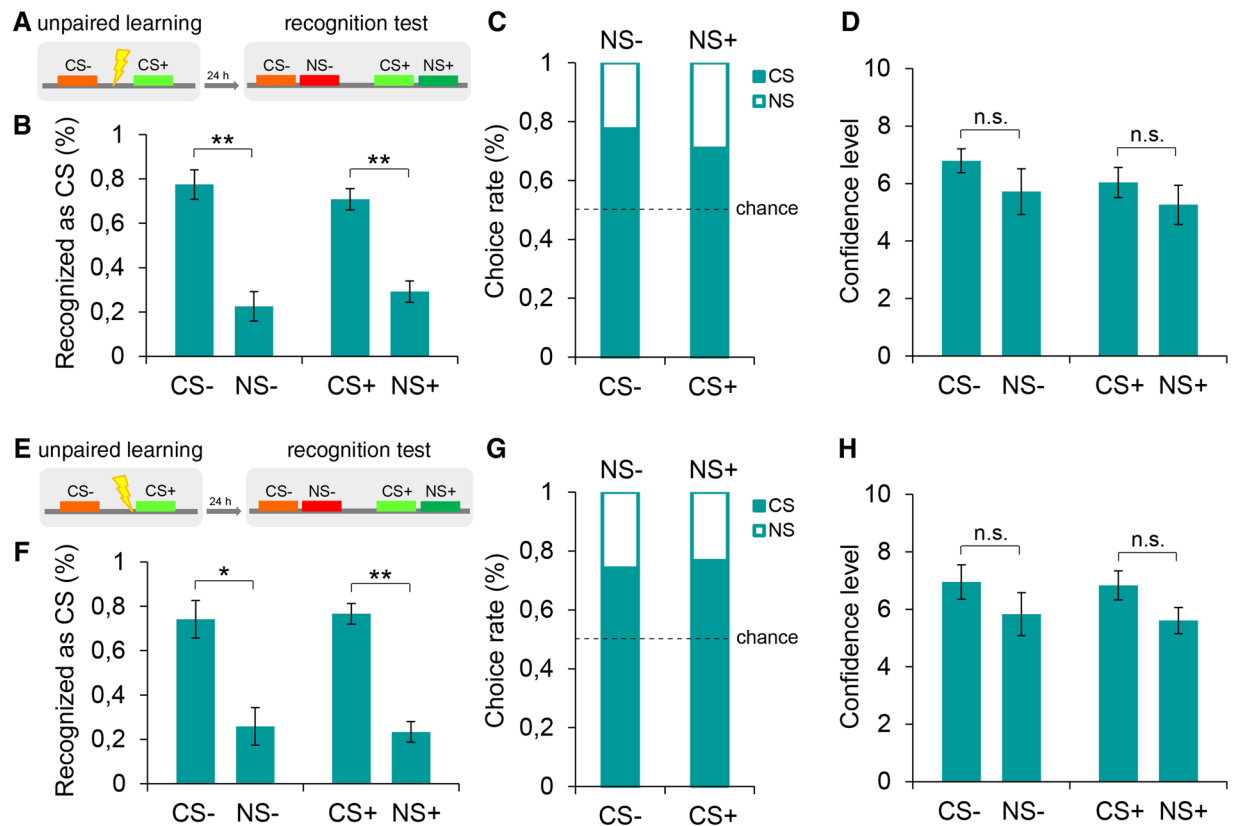 A unpaired learning recognition test
CS- CS+ 24 h CS- NS- CS+ NS+
B
Recognized as CS (%)
1
0,8
0,6
0,4
0,2
0
** **
CS- NS- CS+ NS+
C
NS- NS+
Choice rate (%)
1
0,8
0,6
0,4
0,2
0
CS
NS
chance
CS- CS+
D
Confidence level
10
8
6
4
2
0
n.s. n.s.
CS- NS- CS+ NS+
E unpaired learning recognition test
CS- CS+ 24 h CS- NS- CS+ NS+
F
Recognized as CS (%)
1
0,8
0,6
0,4
0,2
0
* **
CS- NS- CS+ NS+
G
NS- NS+
Choice rate (%)
1
0,8
0,6
0,4
0,2
0
CS
NS
chance
CS- CS+
H
Confidence level
10
8
6
4
2
0
n.s. n.s.
CS- NS- CS+ NS+